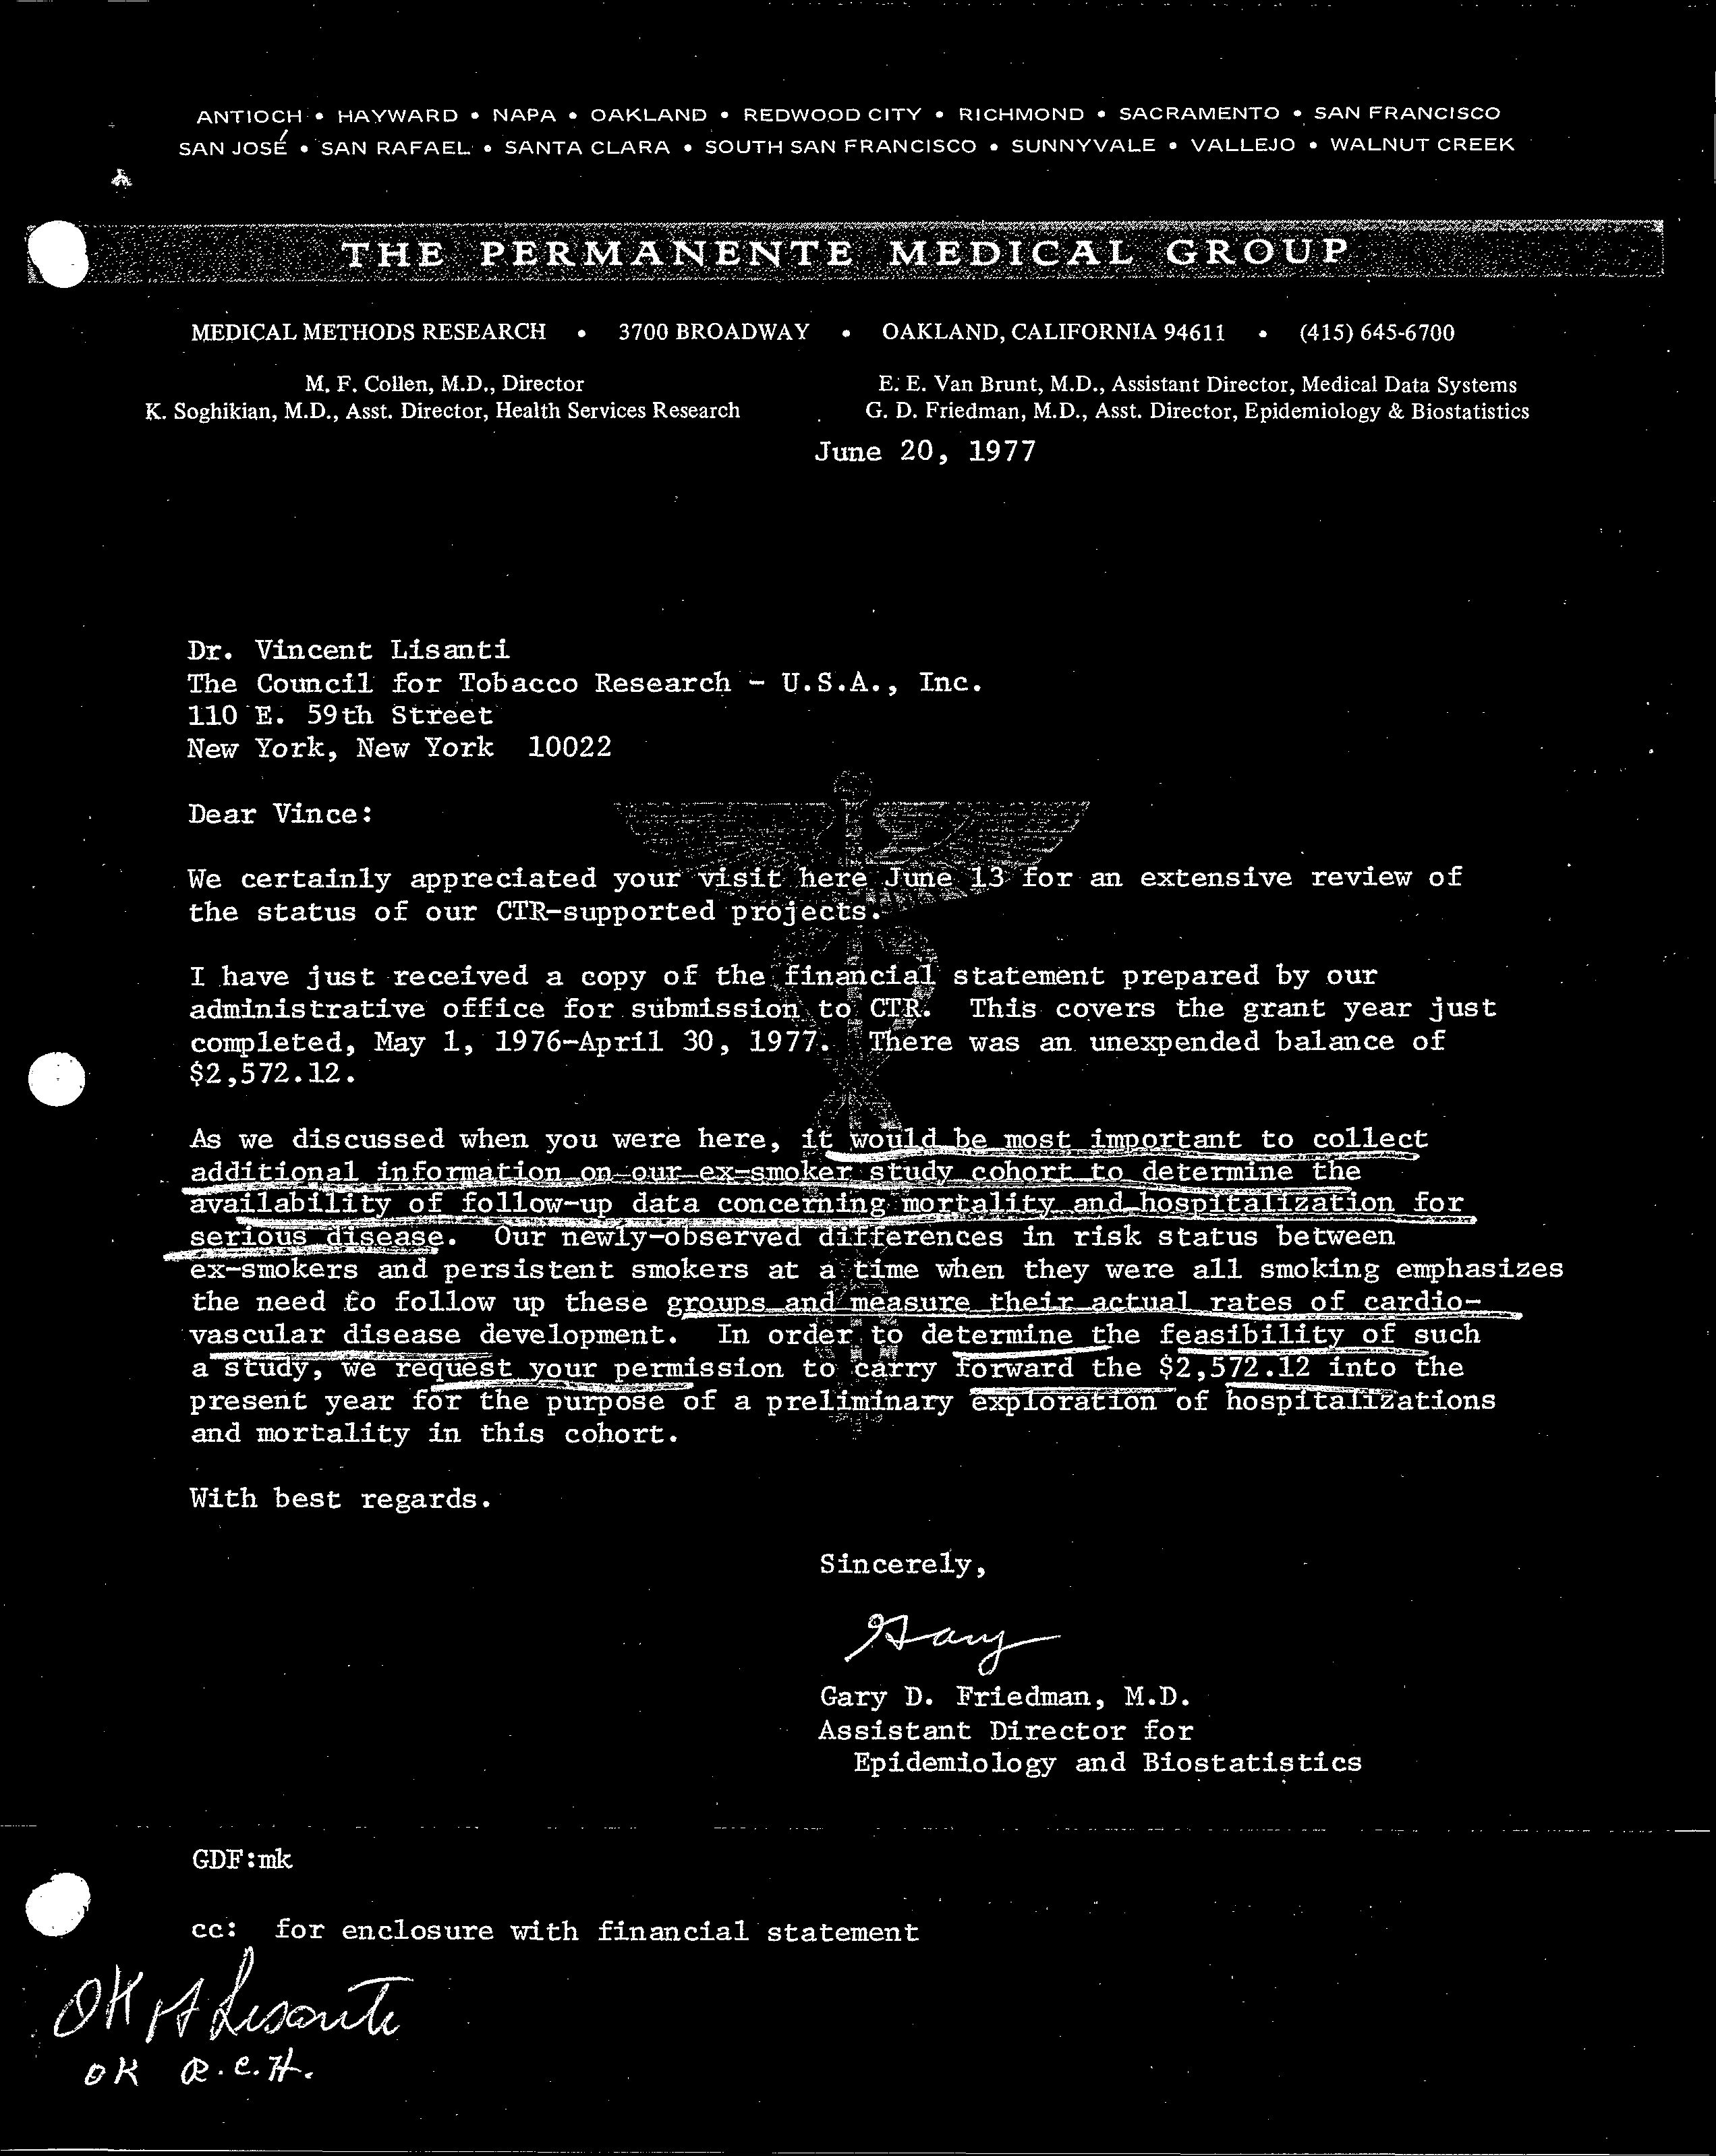 ANTIOCH • HAYWARD • NAPA • OAKLAND • REDWOOD CITY • RICHMOND • SACRAMENTO • SAN FRANCISCO
SAN JOSÉ • SAN RAFAEL • SANTA CLARA • SOUTH SAN FRANCISCO • SUNNYVALE • VALLEJO • WALNUT CREEK
THE PERMANENTE MEDICAL GROUP
MEDICAL METHODS RESEARCH • 3700 BROADWAY • OAKLAND, CALIFORNIA 94611 • (415) 645-6700
M. F. Collen, M.D., Director E. E. Van Brunt, M.D., Assistant Director, Medical Data Systems
K. Soghikian, M.D., Asst. Director, Health Services Research G. D. Friedman, M.D., Asst. Director, Epidemiology & Biostatistics
June 20, 1977
Dr. Vincent Lisanti
The Council for Tobacco Research - U.S.A., Inc.
110 E. 59th Street
New York, New York 10022
Dear Vince:
We certainly appreciated your visit here June 13 for an extensive review of
the status of our CTR-supported projects.
I have just received a copy of the financial statement prepared by our
administrative office for submission to CTR. This covers the grant year just
completed, May 1, 1976-April 30, 1977. There was an unexpended balance of
$2,572.12.
As we discussed when you were here, it would be most important to collect
additional information on our ex-smoker study cohort to determine the
availability of follow-up data concerning mortality and hospitalization for
serious disease. Our newly-observed differences in risk status between
ex-smokers and persistent smokers at a time when they were all smoking emphasizes
the need to follow up these groups and measure their actual rates of cardio-
vascular disease development. In order to determine the feasibility of such
a study, we request your permission to carry forward the $2,572.12 into the
present year for the purpose of a preliminary exploration of hospitalizations
and mortality in this cohort.
With best regards.
Sincerely,
Gary
Gary D. Friedman, M.D.
Assistant Director for
Epidemiology and Biostatistics
GDF:mk
cc: for enclosure with financial statement
OK Lisanti
OK R.C.H.